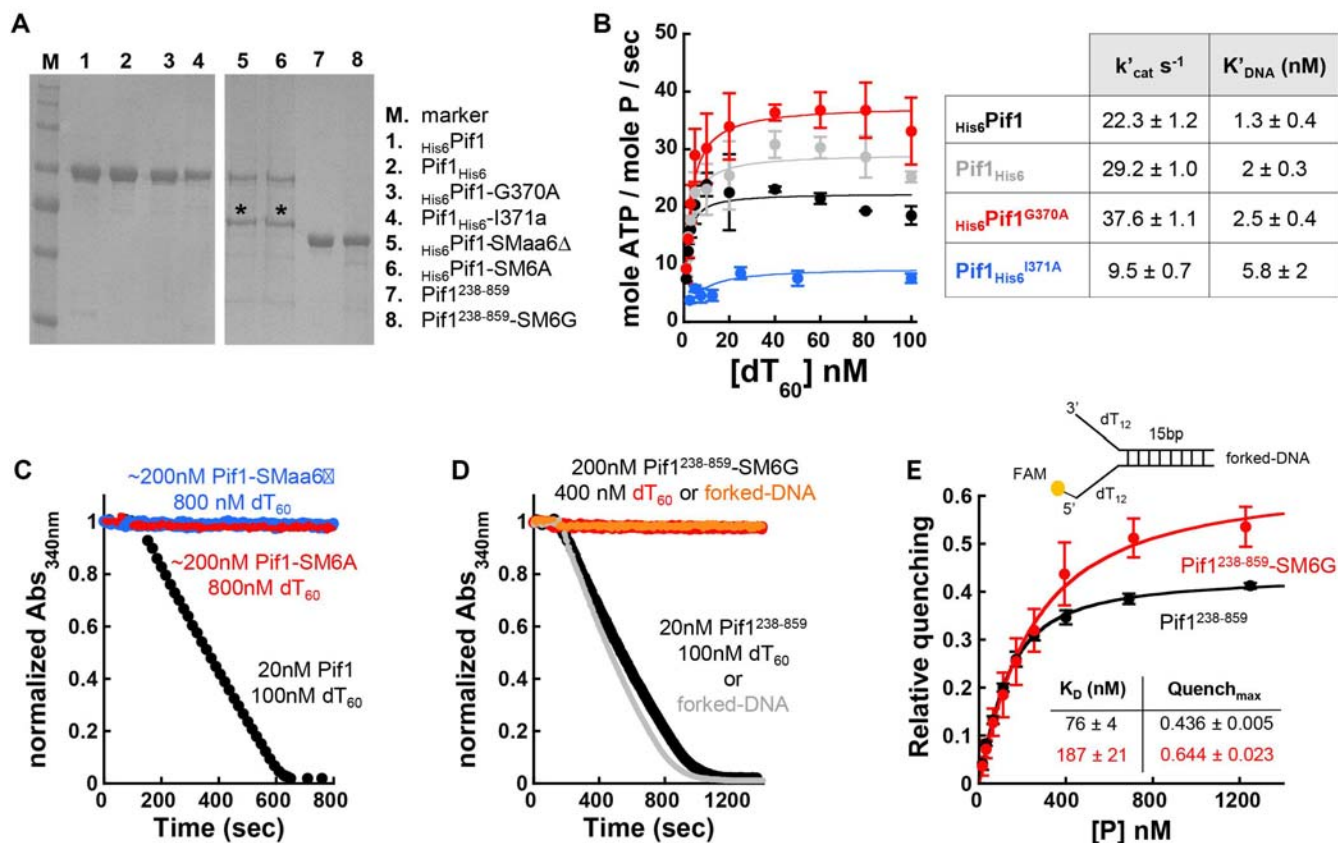 A
M 1 2 3 4 5 6 7 8
* *
M. marker
1. His6Pif1
2. Pif1His6
3. His6Pif1-G370A
4. Pif1His6-I371a
5. His6Pif1-SMaa6Δ
6. His6Pif1-SM6A
7. Pif1238-859
8. Pif1238-859-SM6G
B
mole ATP / mole P / sec
50
40
30
20
10
0
0 20 40 60 80 100
[dT60] nM
k'cat s-1 K'DNA (nM)
His6Pif1 22.3 ± 1.2 1.3 ± 0.4
Pif1His6 29.2 ± 1.0 2 ± 0.3
His6Pif1G370A 37.6 ± 1.1 2.5 ± 0.4
Pif1His6I371A 9.5 ± 0.7 5.8 ± 2
C
~200nM Pif1-SMaa6
800 nM dT60
~200nM Pif1-SM6A
800nM dT60
20nM Pif1
100nM dT60
normalized Abs340nm
1
0.8
0.6
0.4
0.2
0
0 200 400 600 800
Time (sec)
D
200nM Pif1238-859-SM6G
400 nM dT60 or forked-DNA
20nM Pif1238-859
100nM dT60
or
forked-DNA
normalized Abs340nm
1
0.8
0.6
0.4
0.2
0
0 400 800 1200
Time (sec)
E
3'
dT12
15bp
forked-DNA
FAM
5'
dT12
Relative quenching
0.6
0.5
0.4
0.3
0.2
0.1
0
Pif1238-859-SM6G
Pif1238-859
KD (nM) Quenchmax
76 ± 4 0.436 ± 0.005
187 ± 21 0.644 ± 0.023
0 400 800 1200
[P] nM